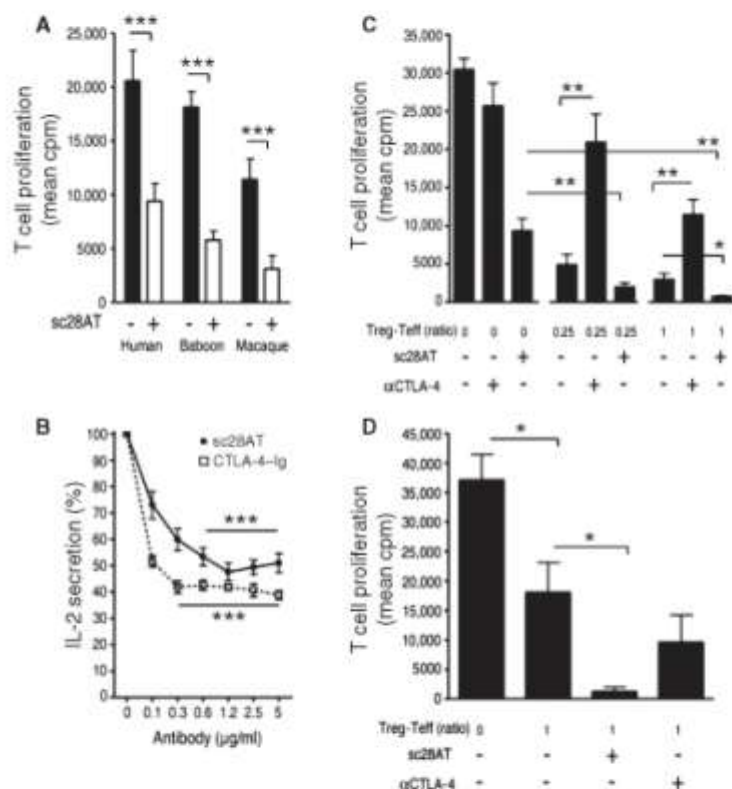 A
T cell proliferation
(mean cpm)
25,000
20,000
15,000
10,000
5000
0
*** *** ***
sc28AT - + - + - +
Human Baboon Macaque
B
IL-2 secretion (%)
100
90
80
70
60
50
40
30
20
10
0
sc28AT
CTLA-4–Ig
***
***
0 0.1 0.3 0.6 1.2 2.5 5
Antibody (µg/ml)
C
T cell proliferation
(mean cpm)
35,000
30,000
25,000
20,000
15,000
10,000
5000
0
**
**
**
**
*
Treg-Teff (ratio) 0 0 0 0.25 0.25 0.25 1 1 1
sc28AT - - + - - + - - +
αCTLA-4 - + - - + - - + -
D
T cell proliferation
(mean cpm)
45,000
40,000
35,000
30,000
25,000
20,000
15,000
10,000
5000
0
*
*
Treg-Teff (ratio) 0 1 1 1
sc28AT - - + -
αCTLA-4 - - - +